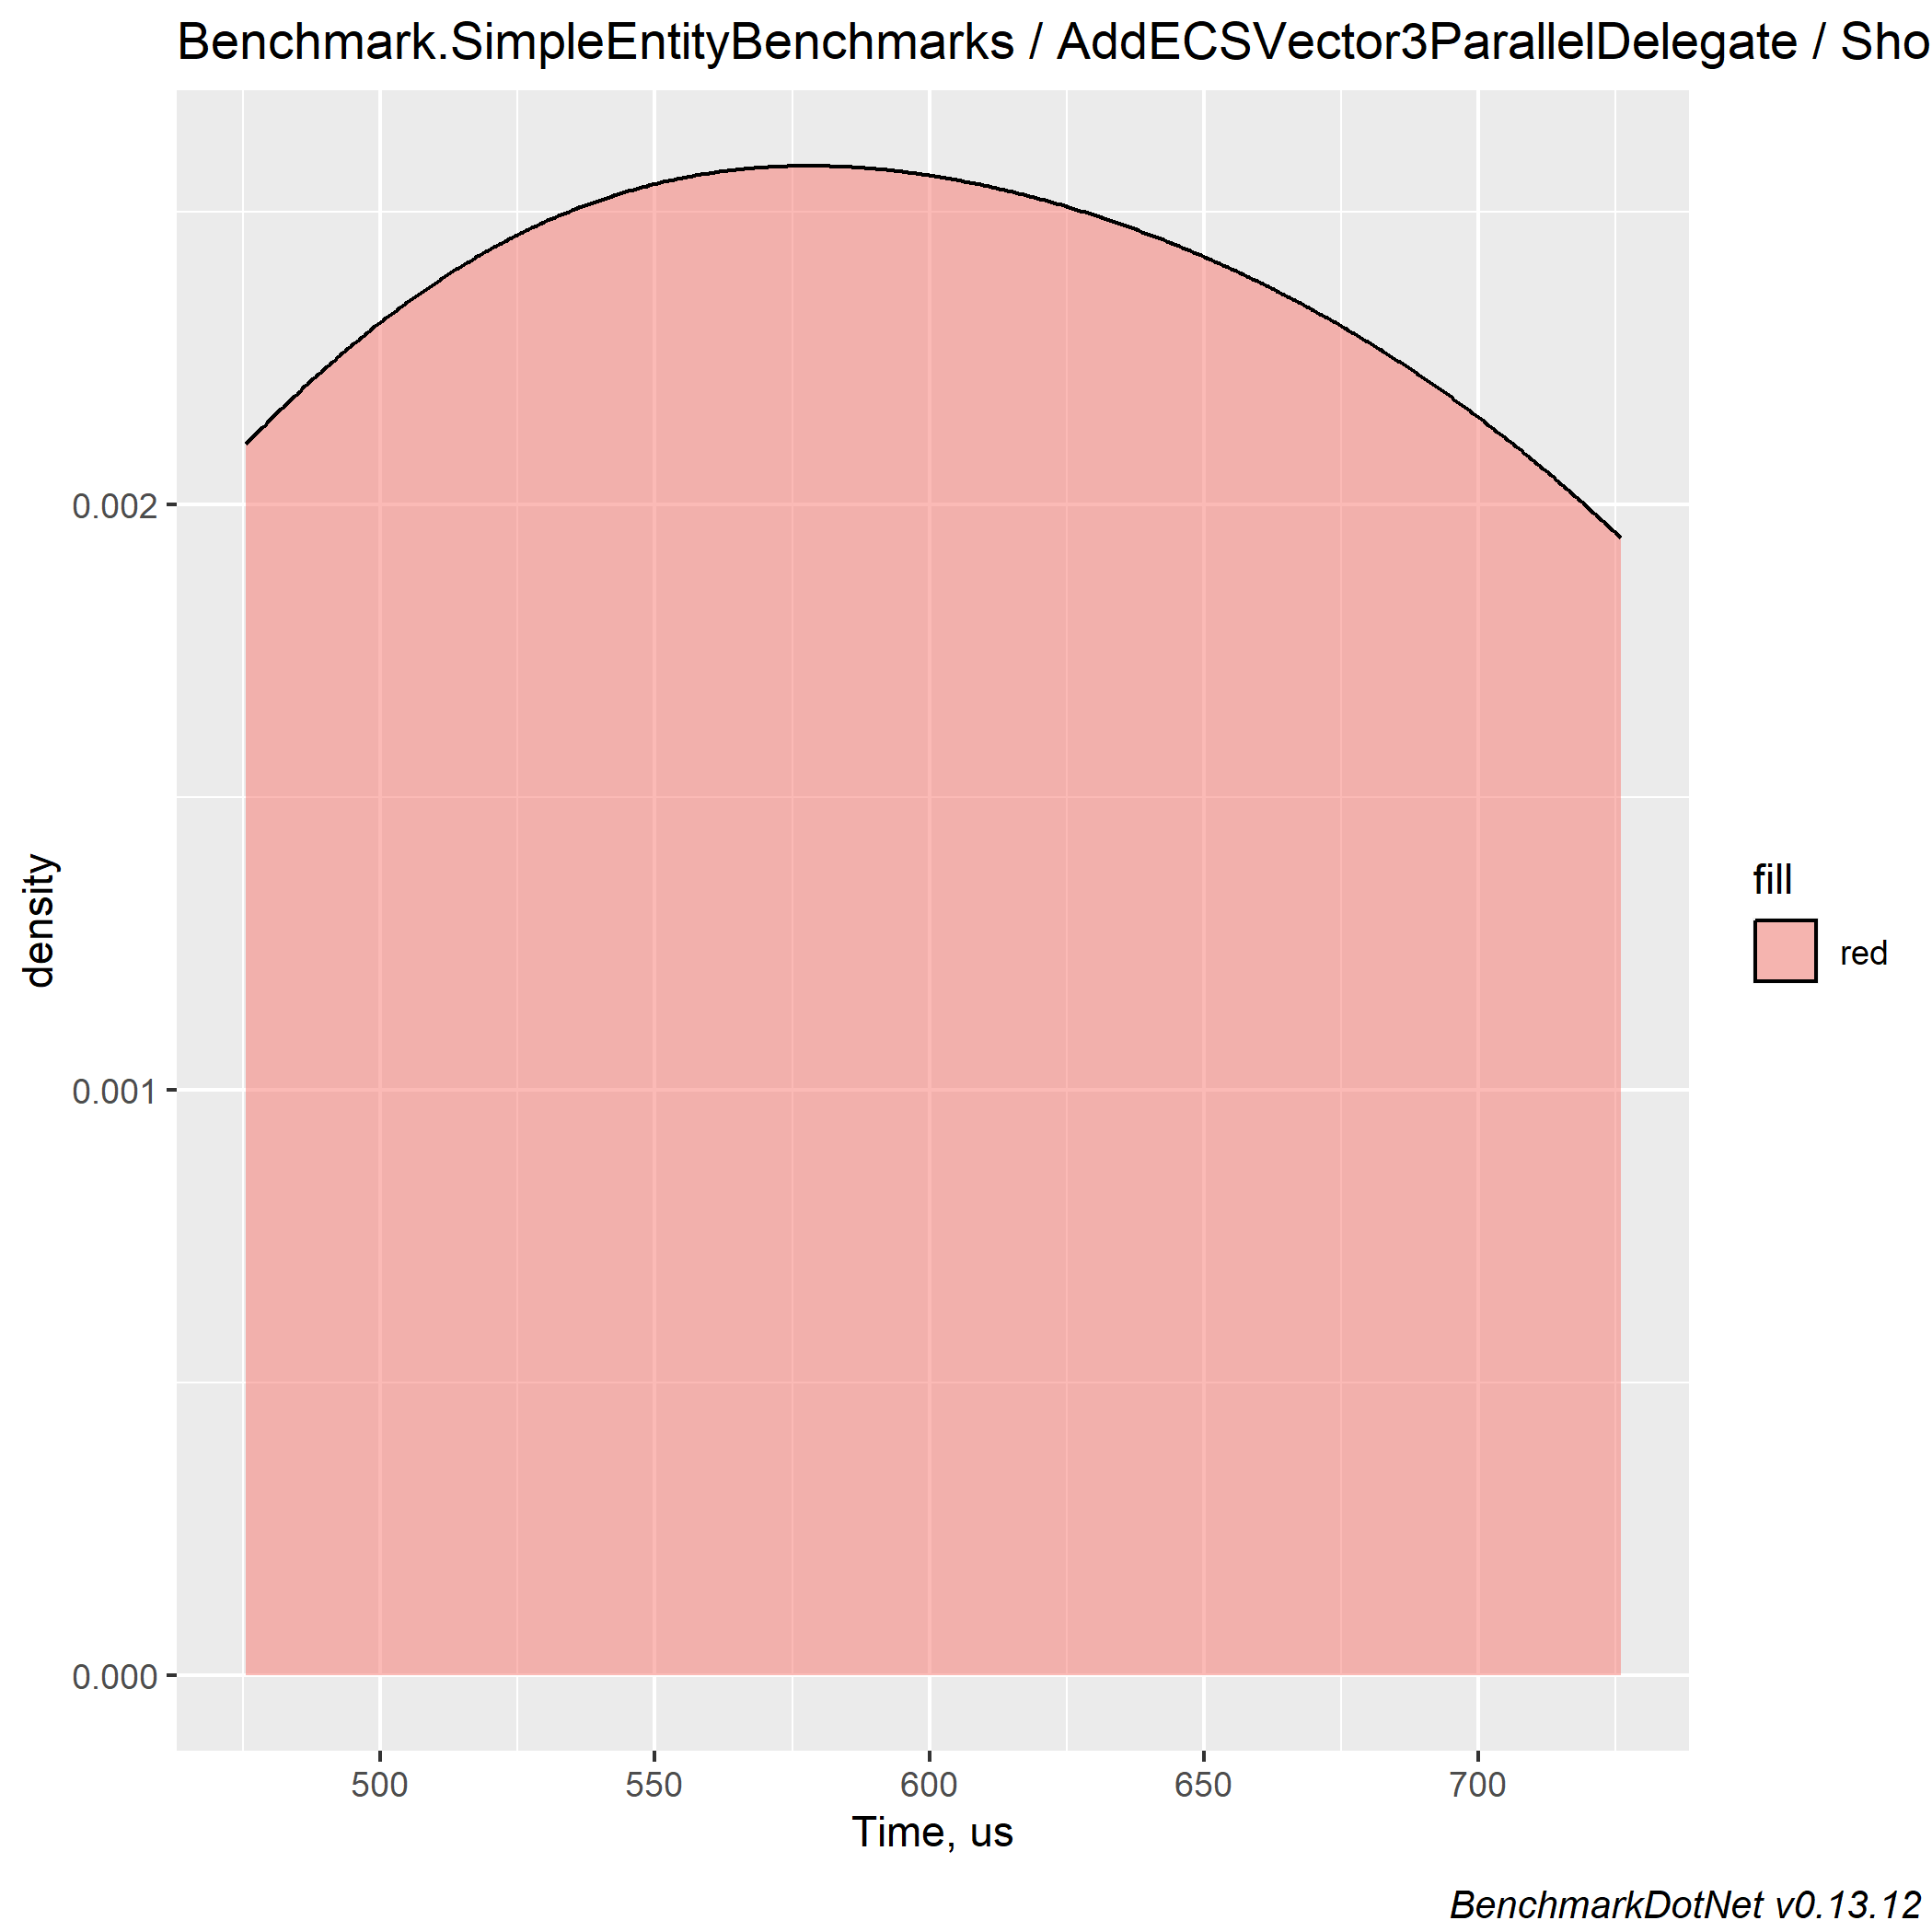 Benchmark.SimpleEntityBenchmarks / AddECSVector3ParallelDelegate / Sho
0.002
0.001
0.000
density
500 550 600 650 700
Time, us
fill
red
BenchmarkDotNet v0.13.12